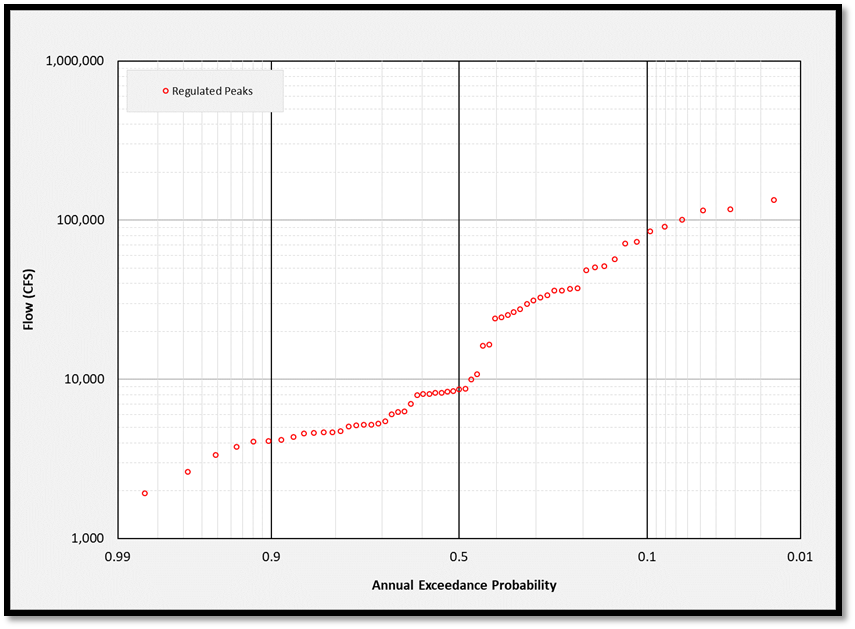 1,000,000
Regulated Peaks
100,000
Flow (CFS)
10,000
1,000
0.99 0.9 0.5 0.1 0.01
Annual Exceedance Probability